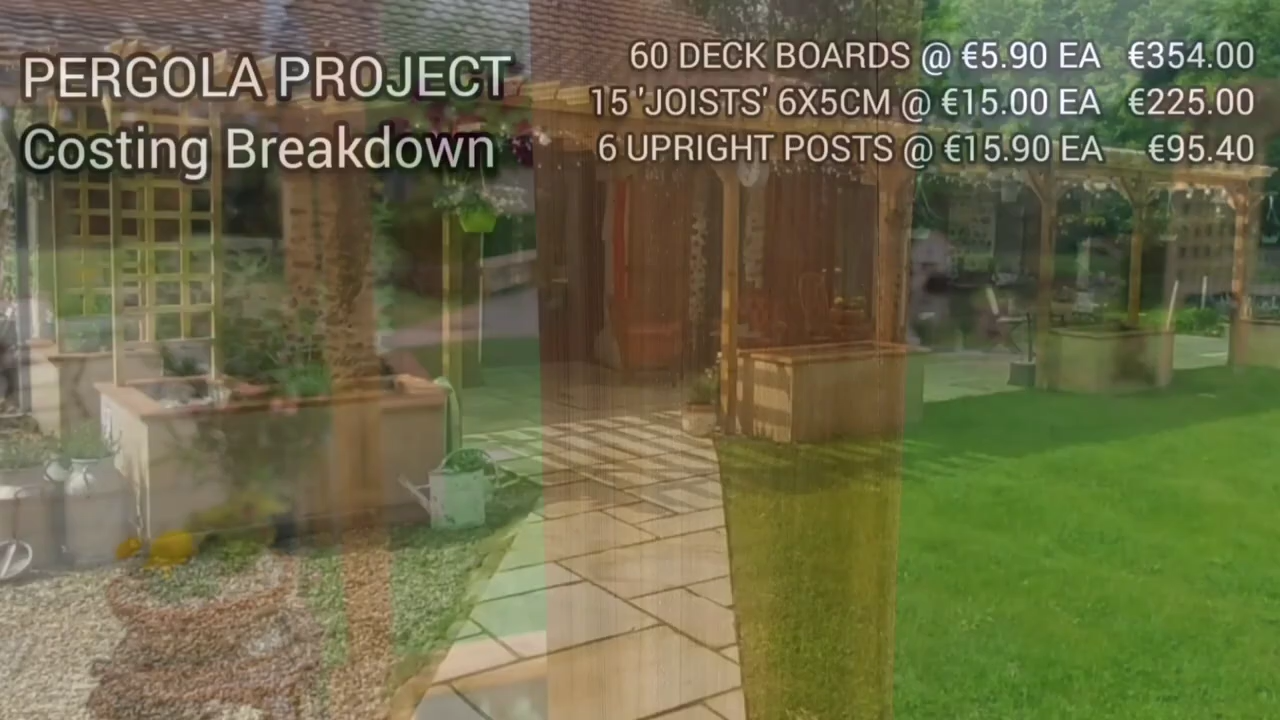 PERGOLA PROJECT
Costing Breakdown
60 DECK BOARDS @ €5.90 EA €354.00
15 'JOISTS' 6X5CM @ €15.00 EA €225.00
6 UPRIGHT POSTS @ €15.90 EA €95.40